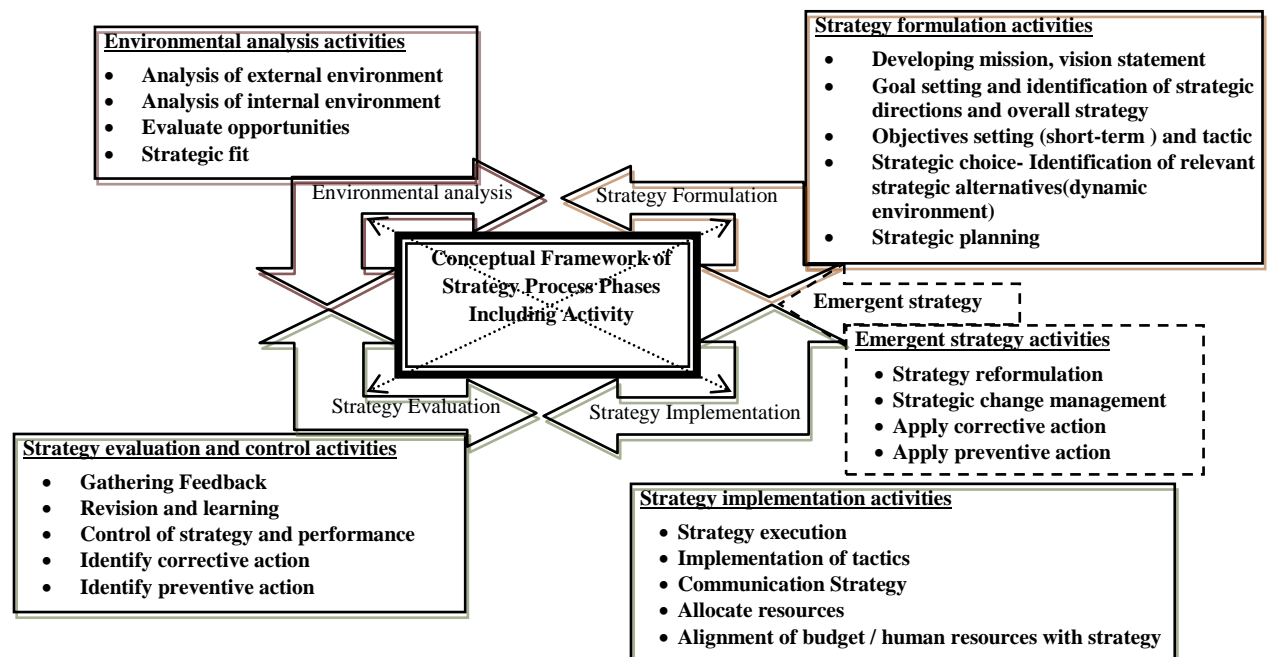 Environmental analysis activities
• Analysis of external environment
• Analysis of internal environment
• Evaluate opportunities
• Strategic fit
Strategy formulation activities
• Developing mission, vision statement
• Goal setting and identification of strategic
directions and overall strategy
• Objectives setting (short-term ) and tactic
• Strategic choice- Identification of relevant
strategic alternatives(dynamic
environment)
• Strategic planning
Environmental analysis
Strategy Formulation
Conceptual Framework of
Strategy Process Phases
Including Activity
Emergent strategy
Emergent strategy activities
• Strategy reformulation
• Strategic change management
• Apply corrective action
• Apply preventive action
Strategy Evaluation
Strategy Implementation
Strategy evaluation and control activities
• Gathering Feedback
• Revision and learning
• Control of strategy and performance
• Identify corrective action
• Identify preventive action
Strategy implementation activities
• Strategy execution
• Implementation of tactics
• Communication Strategy
• Allocate resources
• Alignment of budget / human resources with strategy